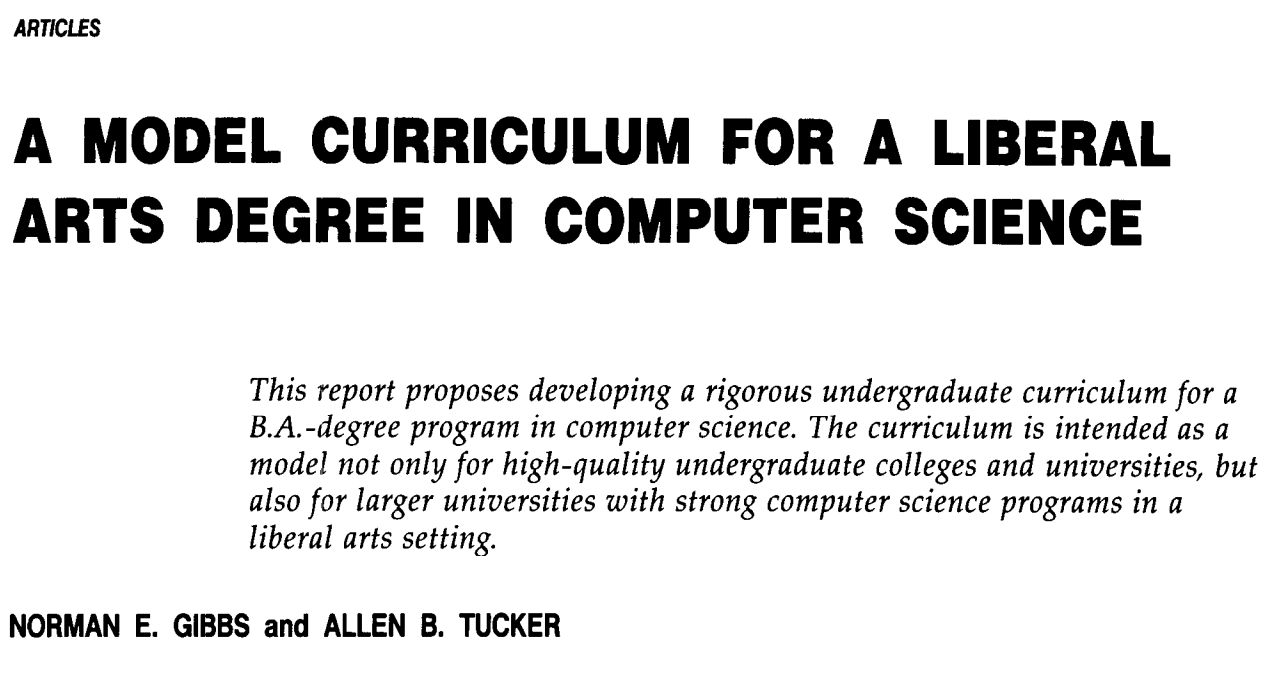 ARTICLES
A MODEL CURRICULUM FOR A LIBERAL
ARTS DEGREE IN COMPUTER SCIENCE
This report proposes developing a rigorous undergraduate curriculum for a
B.A.-degree program in computer science. The curriculum is intended as a
model not only for high-quality undergraduate colleges and universities, but
also for larger universities with strong computer science programs in a
liberal arts setting.
NORMAN E. GIBBS and ALLEN B. TUCKER